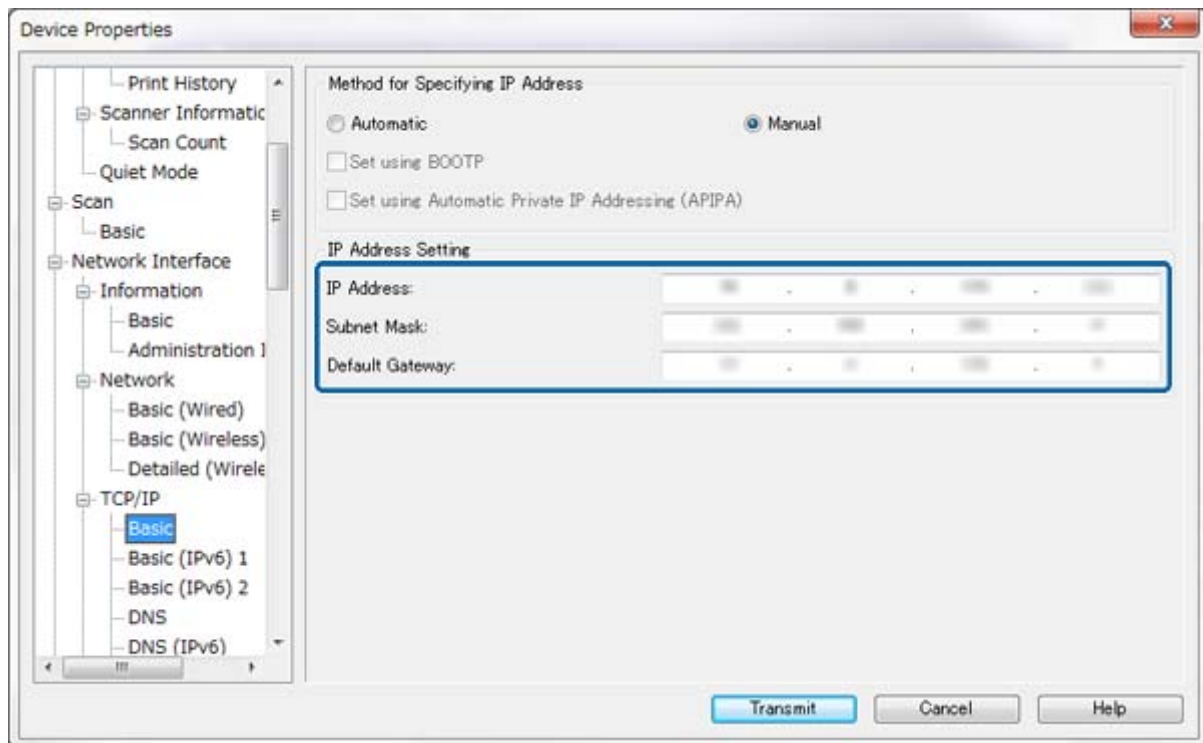 Device Properties
Print History
Scanner Informatic
Scan Count
Quiet Mode
Scan
Basic
Network Interface
Information
Basic
Administration I
Network
Basic (Wired)
Basic (Wireless)
Detailed (Wirele
TCP/IP
Basic
Basic (IPv6) 1
Basic (IPv6) 2
DNS
DNS (IPv6)
Method for Specifying IP Address
Automatic
Manual
Set using BOOTP
Set using Automatic Private IP Addressing (APIPA)
IP Address Setting
IP Address:
Subnet Mask:
Default Gateway:
Transmit
Cancel
Help